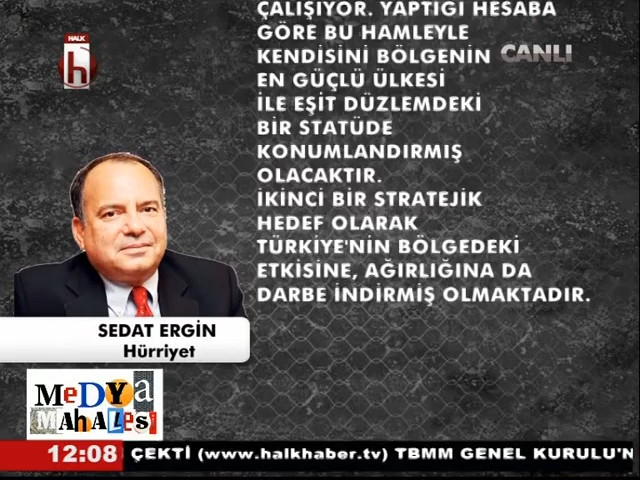 ÇALIŞIYOR. YAPTIĞI HESABA
GÖRE BU HAMLEYLE
KENDİSİNİ BÖLGENİN
EN GÜÇLÜ ÜLKESİ
İLE EŞİT DÜZLEMDEKİ
BİR STATÜDE
KONUMLANDIRMIŞ
OLACAKTIR.
İKİNCİ BİR STRATEJİK
HEDEF OLARAK
TÜRKİYE'NİN BÖLGEDEKİ
ETKİSİNE, AĞIRLIĞINA DA
DARBE İNDİRMİŞ OLMAKTADIR.
HALK
h
CANLI
SEDAT ERGİN
Hürriyet
MeDYa
MaHaLesi
12:08 ÇEKTİ (www.halkhaber.tv) TBMM GENEL KURULU'N